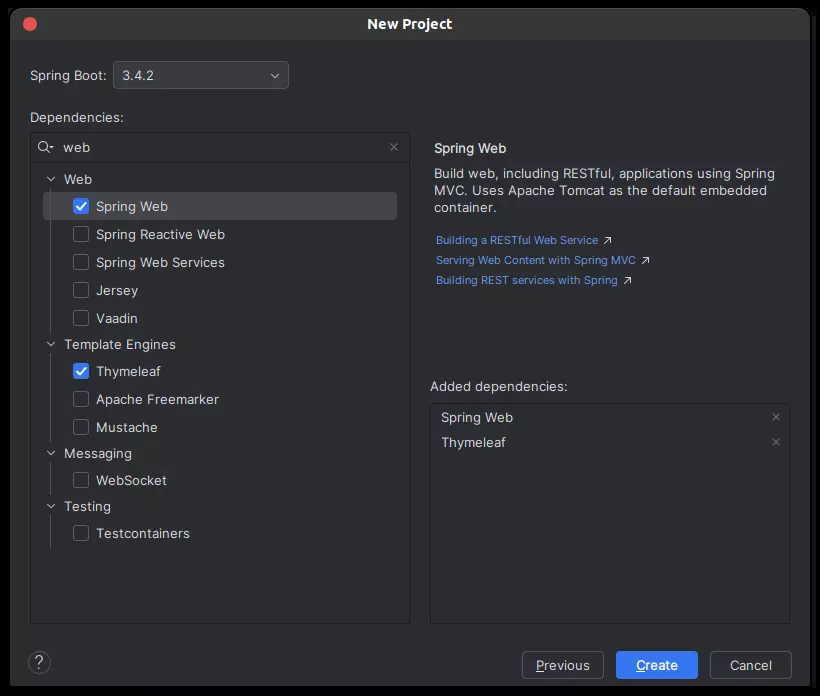 New Project
Spring Boot: 3.4.2
Dependencies:
web
Web
Spring Web
Spring Reactive Web
Spring Web Services
Jersey
Vaadin
Template Engines
Thymeleaf
Apache Freemarker
Mustache
Messaging
WebSocket
Testing
Testcontainers
Spring Web
Build web, including RESTful, applications using Spring
MVC. Uses Apache Tomcat as the default embedded
container.
Building a RESTful Web Service
Serving Web Content with Spring MVC
Building REST services with Spring
Added dependencies:
Spring Web
Thymeleaf
?
Previous
Create
Cancel